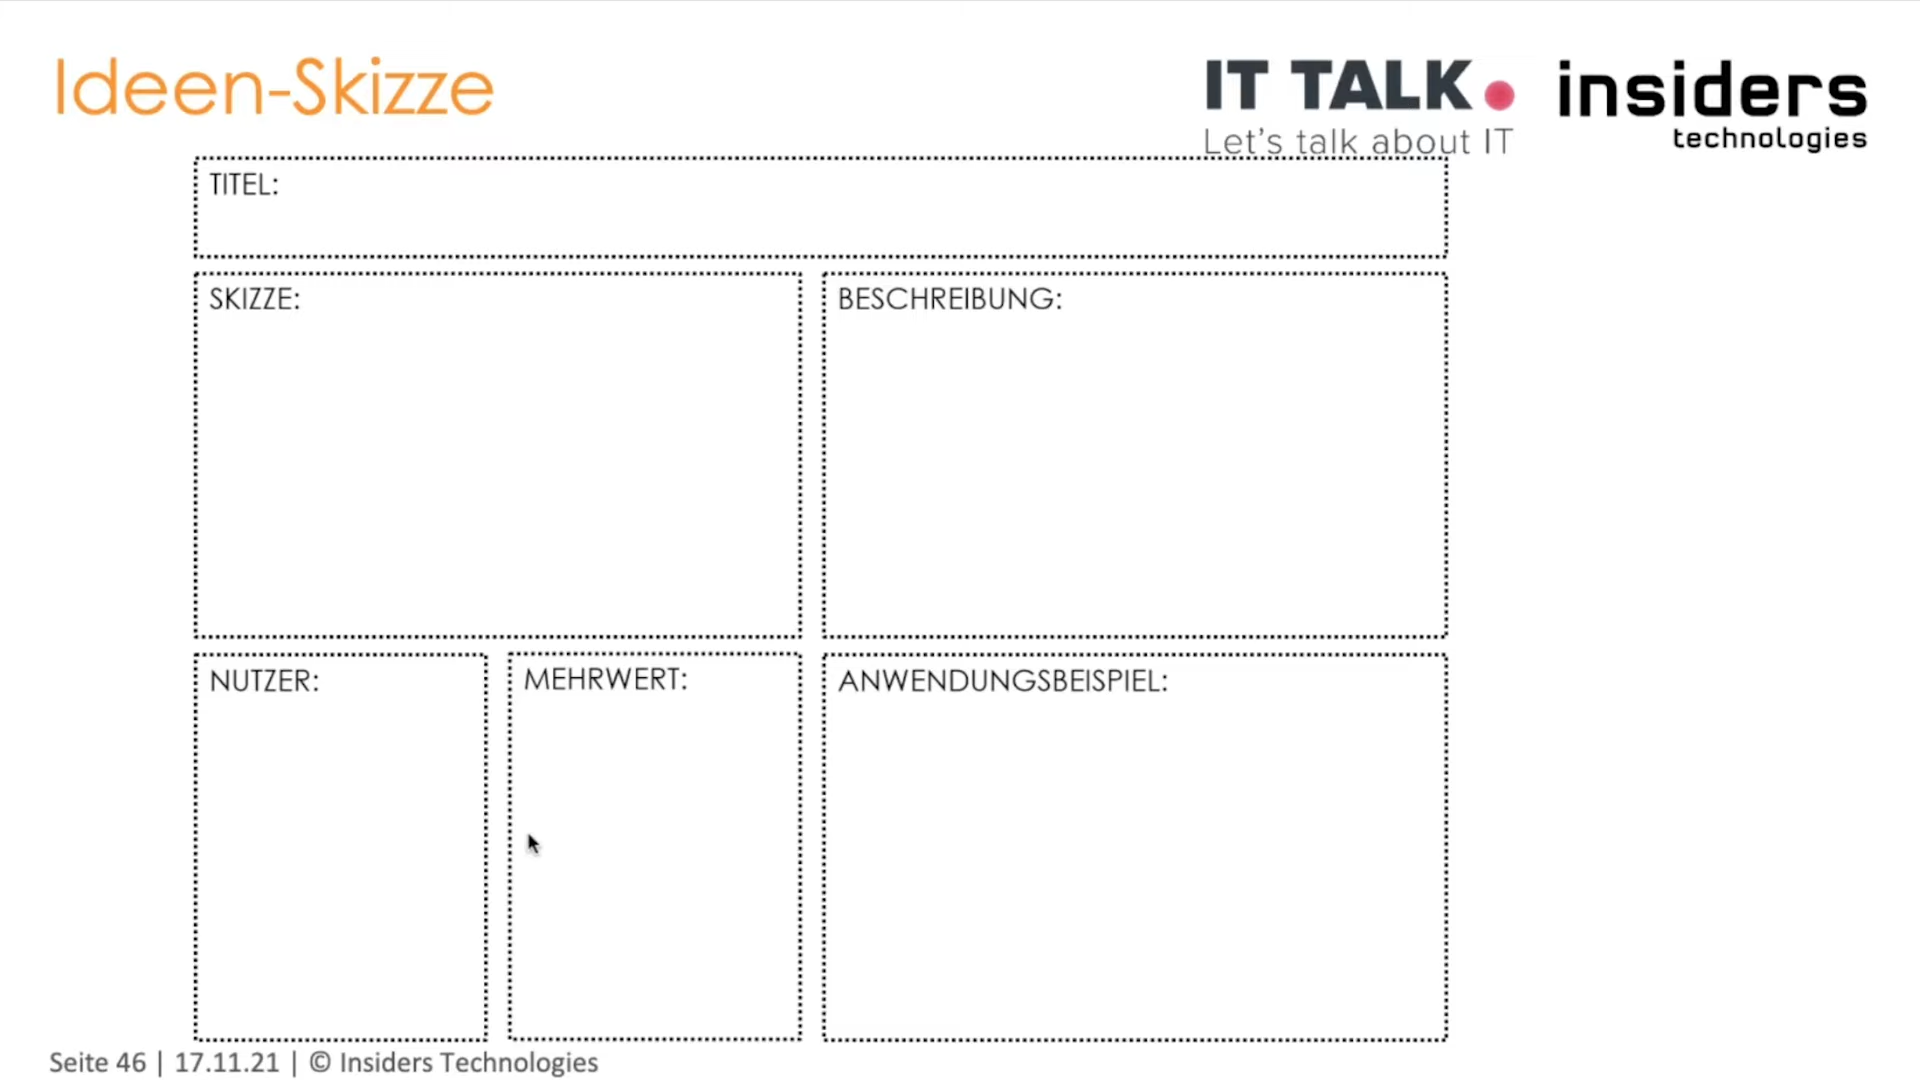 Ideen-Skizze
IT TALK
Let's talk about IT
insiders
technologies
TITEL:
SKIZZE:
BESCHREIBUNG:
NUTZER:
MEHRWERT:
ANWENDUNGSBEISPIEL:
Seite 46 | 17.11.21 | © Insiders Technologies